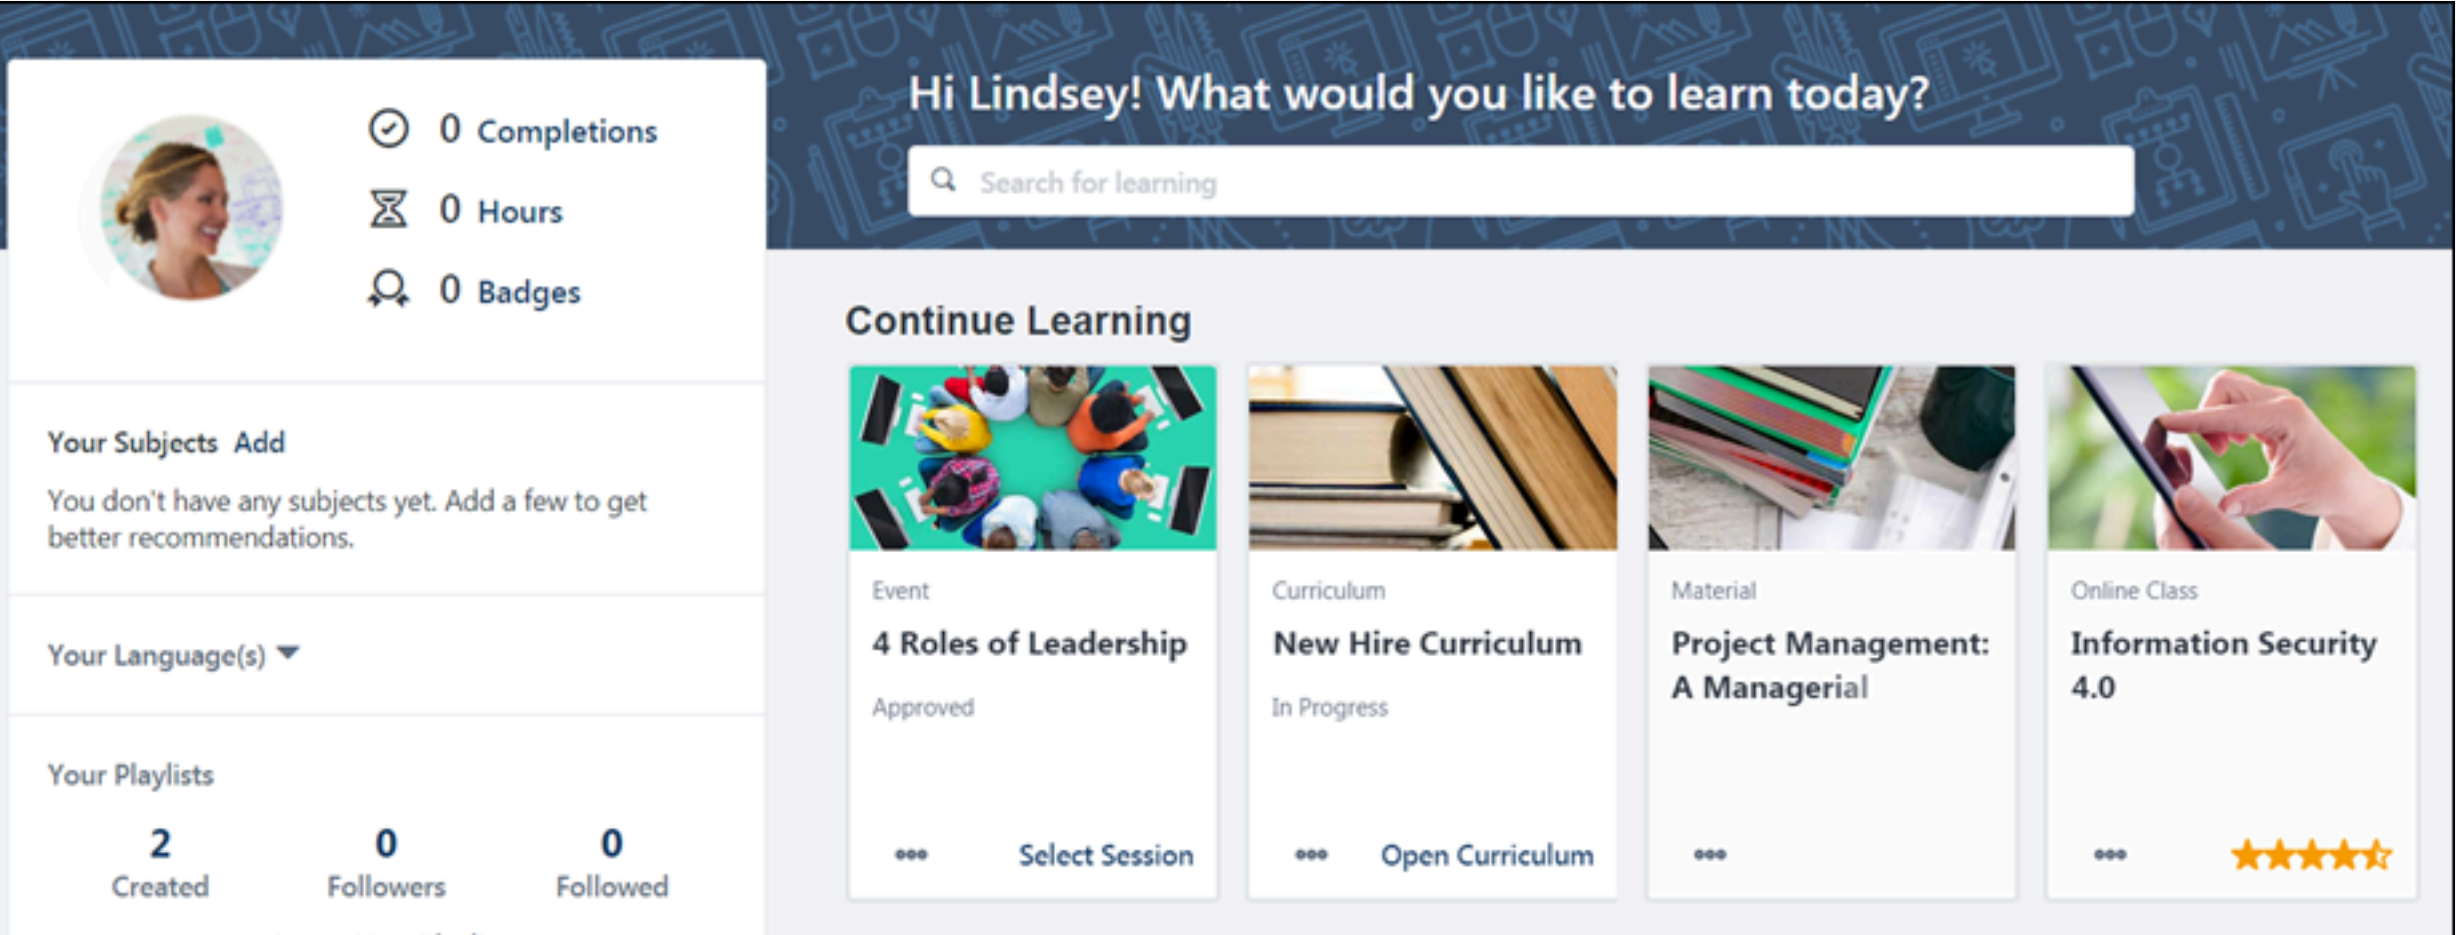 0 Completions
0 Hours
0 Badges
Your Subjects Add
You don't have any subjects yet. Add a few to get
better recommendations.
Your Language(s)
Your Playlists
2
Created
0
Followers
0
Followed
Hi Lindsey! What would you like to learn today?
Search for learning
Continue Learning
Event
4 Roles of Leadership
Approved
Select Session
Curriculum
New Hire Curriculum
In Progress
Open Curriculum
Material
Project Management:
A Managerial
Online Class
Information Security
4.0